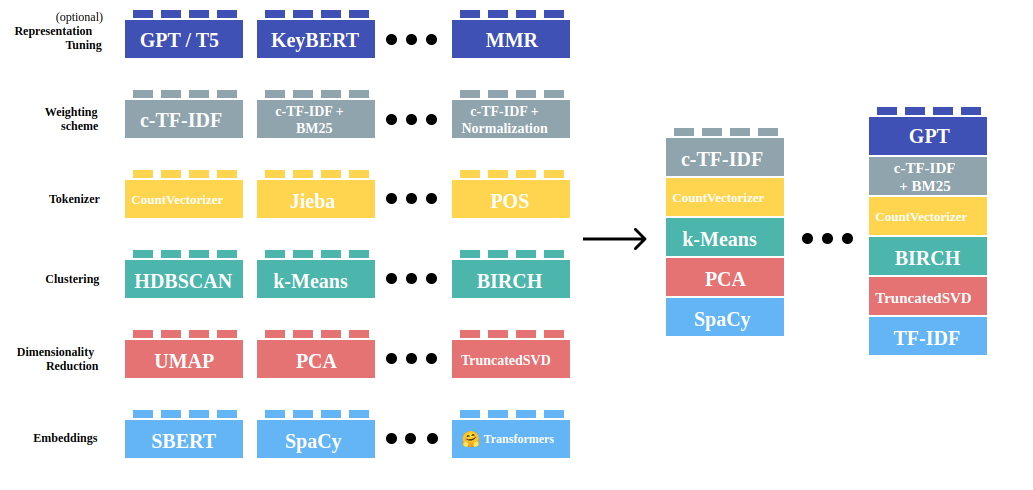 (optional)
Representation
Tuning
GPT / T5
KeyBERT
MMR
Weighting
scheme
c-TF-IDF
c-TF-IDF +
BM25
c-TF-IDF +
Normalization
Tokenizer
CountVectorizer
Jieba
POS
Clustering
HDBSCAN
k-Means
BIRCH
Dimensionality
Reduction
UMAP
PCA
TruncatedSVD
Embeddings
SBERT
SpaCy
🤗 Transformers
c-TF-IDF
CountVectorizer
k-Means
PCA
SpaCy
GPT
c-TF-IDF
+ BM25
CountVectorizer
BIRCH
TruncatedSVD
TF-IDF